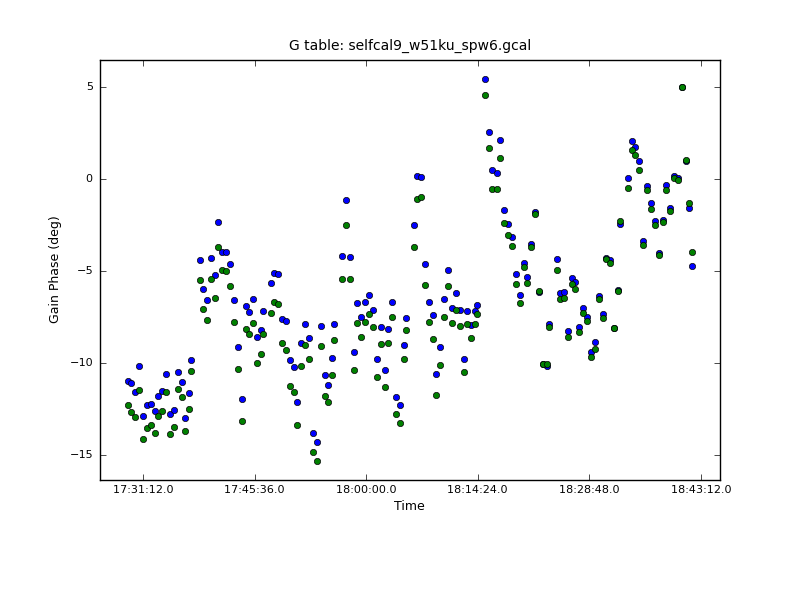 G table: selfcal9_w51ku_spw6.gcal
5
0
−5
−10
−15
Gain Phase (deg)
17:31:12.0 17:45:36.0 18:00:00.0 18:14:24.0 18:28:48.0 18:43:12.0
Time